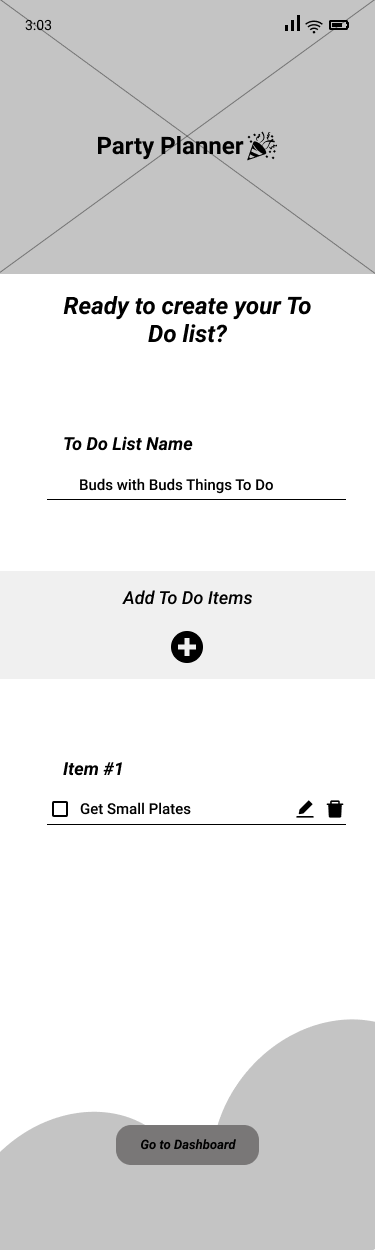 3:03
Party Planner
Ready to create your To
Do list?
To Do List Name
Buds with Buds Things To Do
Add To Do Items
Item #1
Get Small Plates
Go to Dashboard